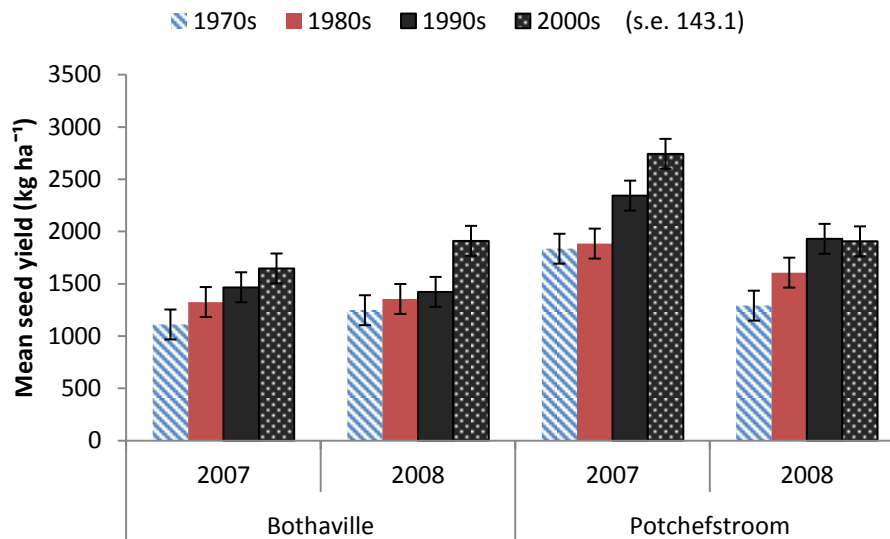 1970s 1980s 1990s 2000s (s.e. 143.1)
Mean seed yield (kg ha⁻¹)
3500
3000
2500
2000
1500
1000
500
0
2007 2008 2007 2008
Bothaville Potchefstroom